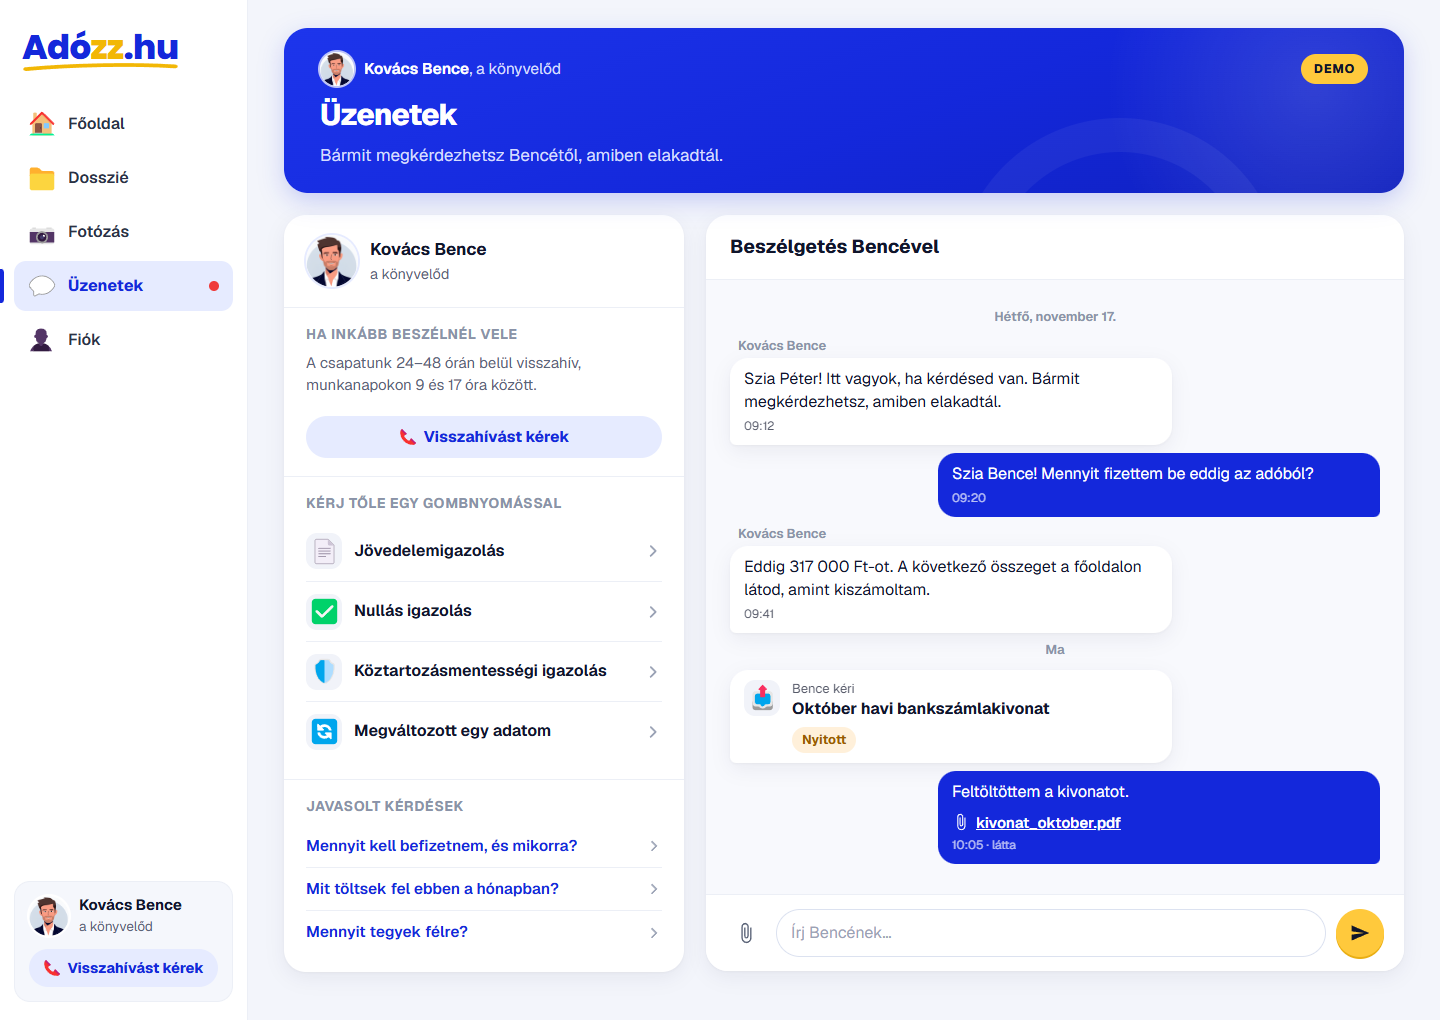 Adózz.hu
Főoldal
Dosszié
Fotózás
Üzenetek
Fiók
Kovács Bence
a könyvelőd
Visszahívást kérek
Kovács Bence, a könyvelőd
DEMO
Üzenetek
Bármit megkérdezhetsz Bencétől, amiben elakadtál.
Kovács Bence
a könyvelőd
HA INKÁBB BESZÉLNÉL VELE
A csapatunk 24–48 órán belül visszahív,
munkanapokon 9 és 17 óra között.
Visszahívást kérek
KÉRJ TŐLE EGY GOMBNYOMÁSSAL
Jövedelemigazolás
Nullás igazolás
Köztartozásmentességi igazolás
Megváltozott egy adatom
JAVASOLT KÉRDÉSEK
Mennyit kell befizetnem, és mikorra?
Mit töltsek fel ebben a hónapban?
Mennyit tegyek félre?
Beszélgetés Bencével
Hétfő, november 17.
Kovács Bence
Szia Péter! Itt vagyok, ha kérdésed van. Bármit
megkérdezhetsz, amiben elakadtál.
09:12
Szia Bence! Mennyit fizettem be eddig az adóból?
09:20
Kovács Bence
Eddig 317 000 Ft-ot. A következő összeget a főoldalon
látod, amint kiszámoltam.
09:41
Ma
Bence kéri
Október havi bankszámlakivonat
Nyitott
Feltöltöttem a kivonatot.
kivonat_oktober.pdf
10:05 · látta
Írj Bencének...